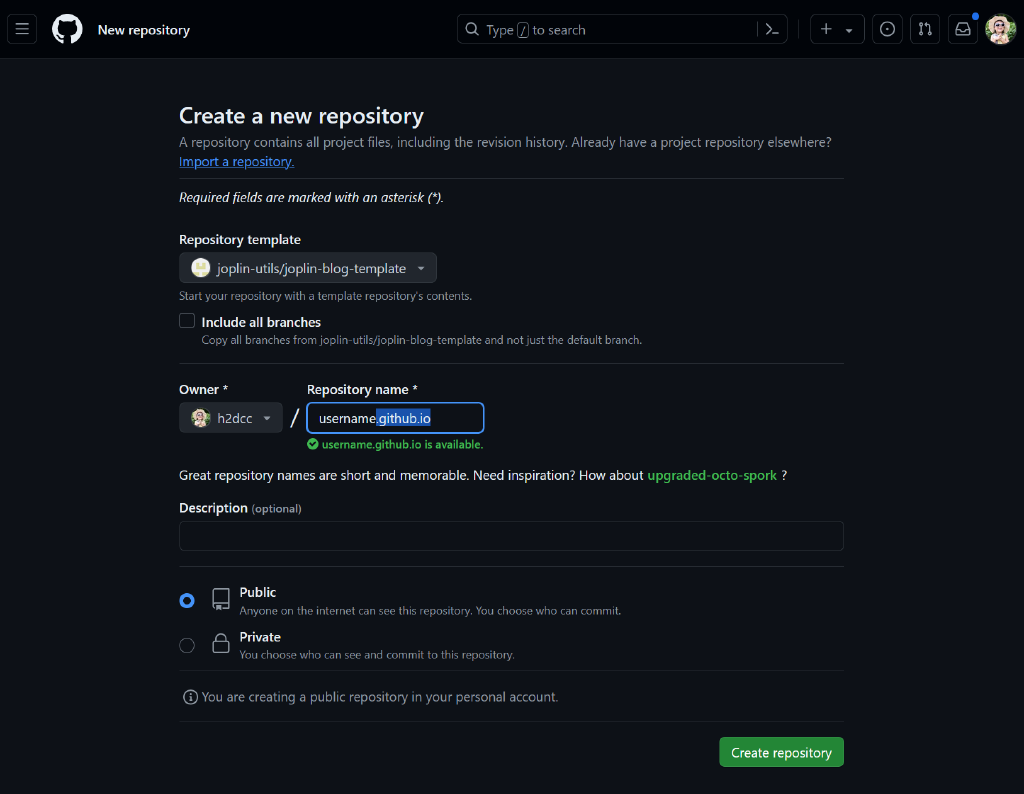 New repository
Type / to search
Create a new repository
A repository contains all project files, including the revision history. Already have a project repository elsewhere?
Import a repository.
Required fields are marked with an asterisk (*).
Repository template
joplin-utils/joplin-blog-template
Start your repository with a template repository's contents.
Include all branches
Copy all branches from joplin-utils/joplin-blog-template and not just the default branch.
Owner * Repository name *
h2dcc / username.github.io
username.github.io is available.
Great repository names are short and memorable. Need inspiration? How about upgraded-octo-spork ?
Description (optional)
Public
Anyone on the internet can see this repository. You choose who can commit.
Private
You choose who can see and commit to this repository.
You are creating a public repository in your personal account.
Create repository